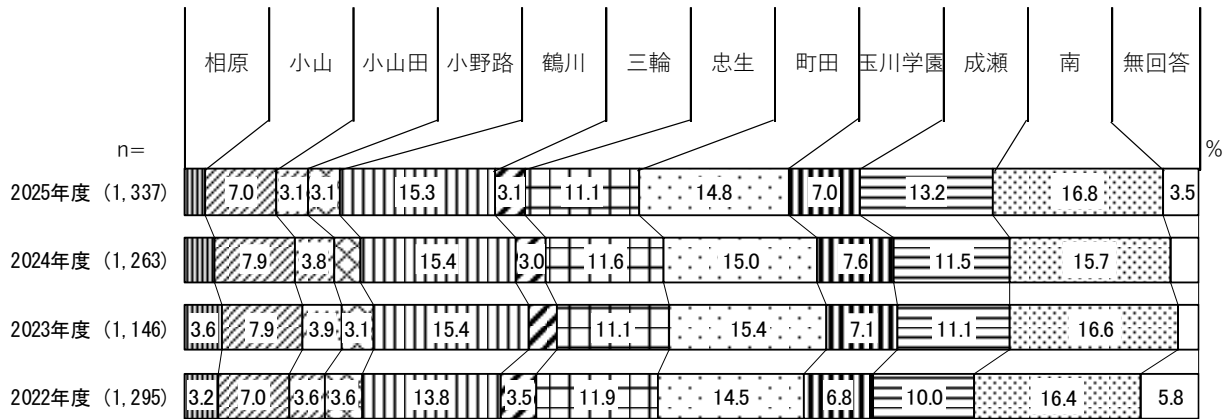 相原 小山 小山田 小野路 鶴川 三輪 忠生 町田 玉川学園 成瀬 南 無回答
n= %
2025年度 (1,337) 7.0 3.1 3.1 15.3 3.1 11.1 14.8 7.0 13.2 16.8 3.5
2024年度 (1,263) 7.9 3.8 15.4 3.0 11.6 15.0 7.6 11.5 15.7
2023年度 (1,146) 3.6 7.9 3.9 3.1 15.4 11.1 15.4 7.1 11.1 16.6
2022年度 (1,295) 3.2 7.0 3.6 3.6 13.8 3.5 11.9 14.5 6.8 10.0 16.4 5.8